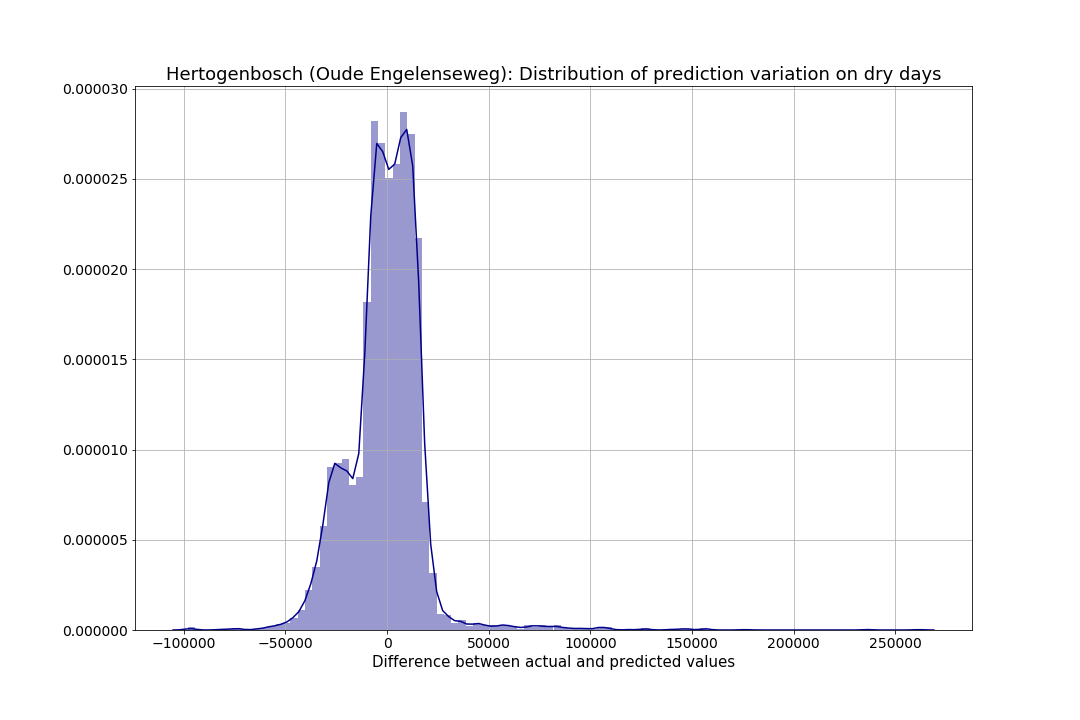 Hertogenbosch (Oude Engelenseweg): Distribution of prediction variation on dry days
0.000030
0.000025
0.000020
0.000015
0.000010
0.000005
0.000000
−100000 −50000 0 50000 100000 150000 200000 250000
Difference between actual and predicted values